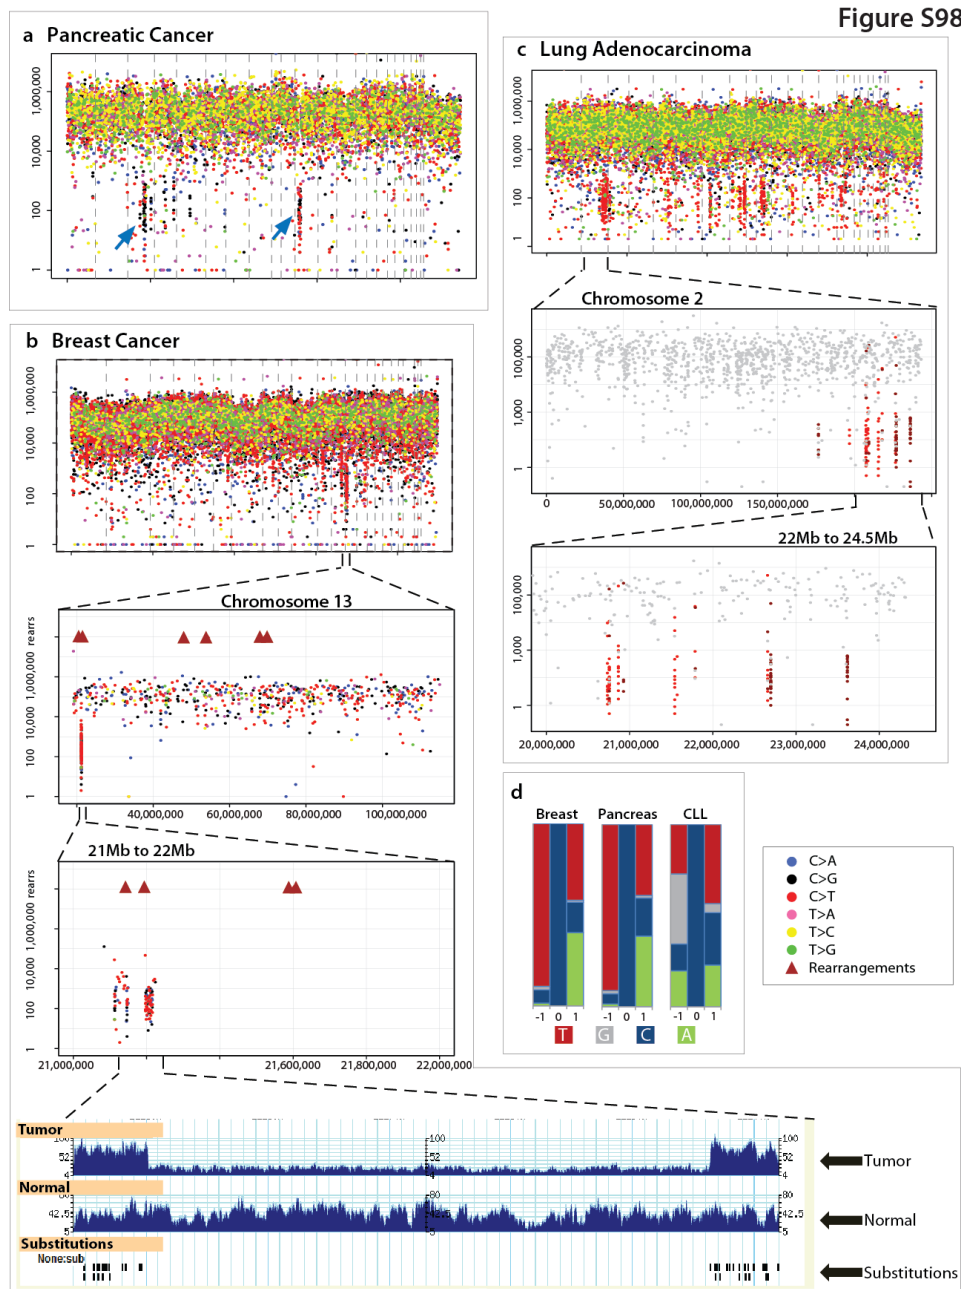 Figure S98
a Pancreatic Cancer
1,000,000
10,000
100
1
b Breast Cancer
1,000,000
10,000
100
1
Chromosome 13
rearrs
1,000,000
10,000
100
1
40,000,000 60,000,000 80,000,000 100,000,000
21Mb to 22Mb
rearrs
1,000,000
10,000
100
1
21,000,000 21,600,000 21,800,000 22,000,000
c Lung Adenocarcinoma
1,000,000
10,000
100
1
Chromosome 2
100,000
1,000
1
0 50,000,000 100,000,000 150,000,000
22Mb to 24.5Mb
100,000
1,000
1
20,000,000 21,000,000 22,000,000 23,000,000 24,000,000
d
Breast Pancreas CLL
-1 0 1 -1 0 1 -1 0 1
T G C A
C>A
C>G
C>T
T>A
T>C
T>G
Rearrangements
Tumor
100 100 100
52 52 52
4 4 4
Tumor
Normal
80 80 80
42.5 42.5 42.5
5 5 5
Normal
Substitutions
None:sub
Substitutions